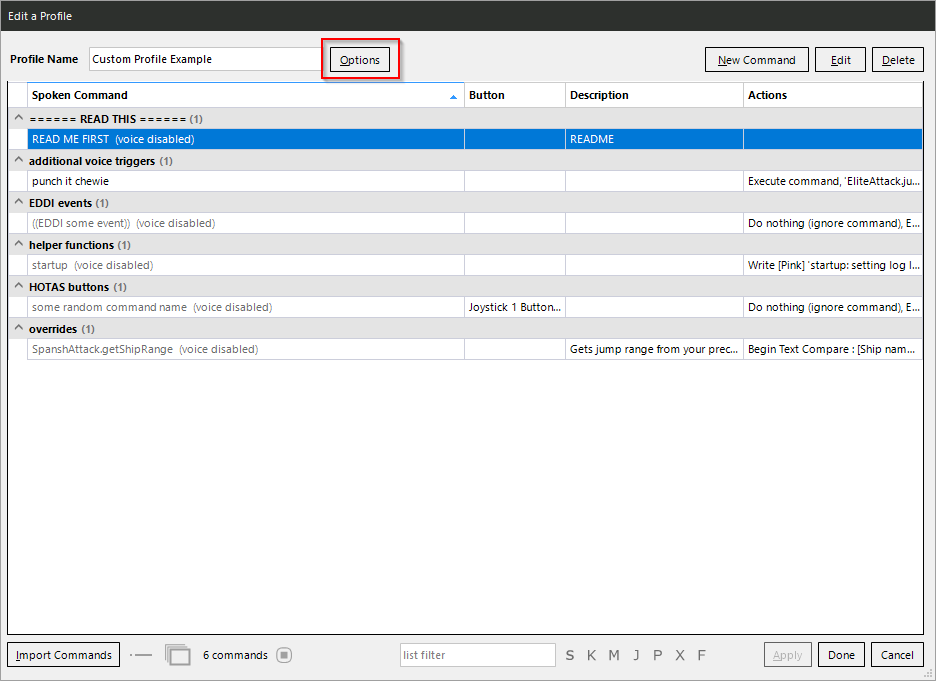 Edit a Profile
Profile Name Custom Profile Example Options New Command Edit Delete
Spoken Command Button Description Actions
====== READ THIS ====== (1)
READ ME FIRST (voice disabled) README
additional voice triggers (1)
punch it chewie Execute command, 'EliteAttack.ju...
EDDI events (1)
((EDDI some event)) (voice disabled) Do nothing (ignore command), E...
helper functions (1)
startup (voice disabled) Write [Pink] 'startup: setting log l...
HOTAS buttons (1)
some random command name (voice disabled) Joystick 1 Button... Do nothing (ignore command), E...
overrides (1)
SpanshAttack.getShipRange (voice disabled) Gets jump range from your prec... Begin Text Compare : [Ship nam...
Import Commands 6 commands list filter S K M J P X F Apply Done Cancel